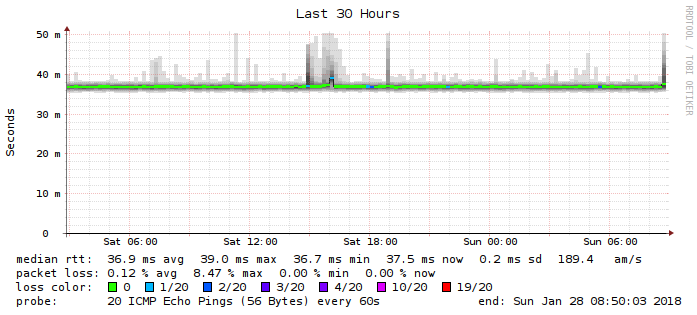 Last 30 Hours
RRDTOOL / TOBI OETIKER
Seconds
50 m
40 m
30 m
20 m
10 m
0
Sat 06:00 Sat 12:00 Sat 18:00 Sun 00:00 Sun 06:00
median rtt: 36.9 ms avg 39.0 ms max 36.7 ms min 37.5 ms now 0.2 ms sd 189.4 am/s
packet loss: 0.12 % avg 8.47 % max 0.00 % min 0.00 % now
loss color: 0 1/20 2/20 3/20 4/20 10/20 19/20
probe: 20 ICMP Echo Pings (56 Bytes) every 60s end: Sun Jan 28 08:50:03 2018